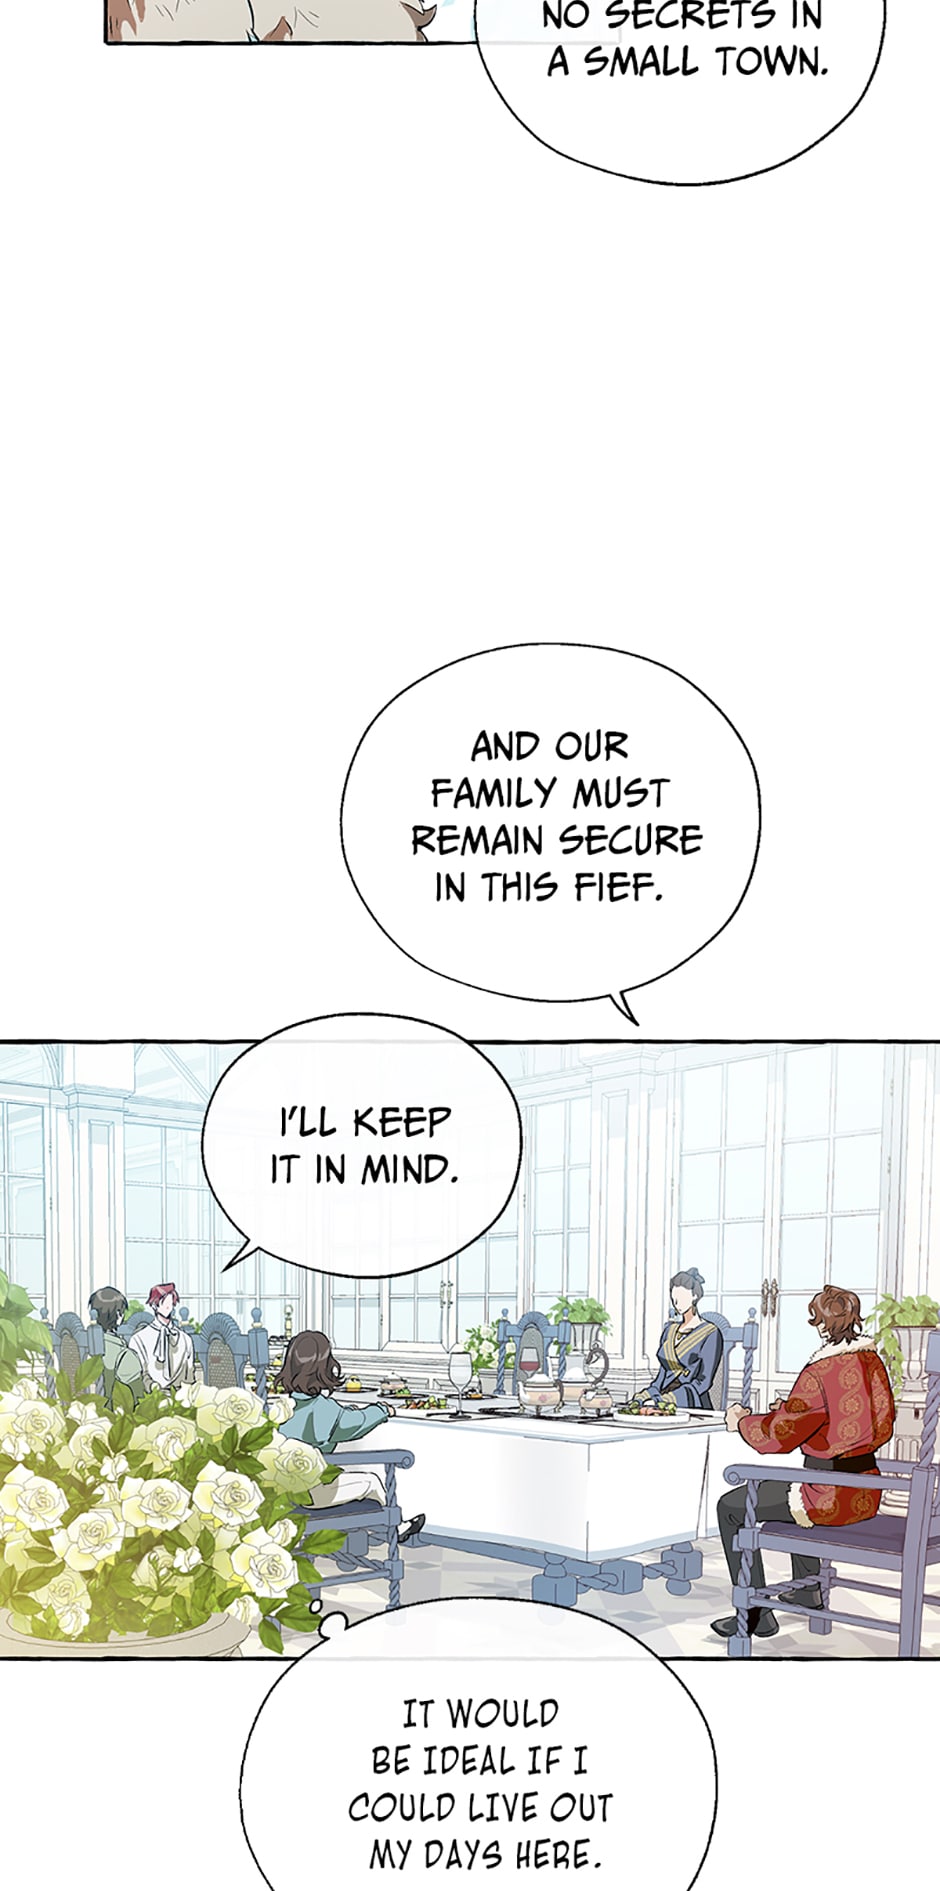 NO SECRETS IN
A SMALL TOWN.
AND OUR
FAMILY MUST
REMAIN SECURE
IN THIS FIEF.
I'LL KEEP
IT IN MIND.
IT WOULD
BE IDEAL IF I
COULD LIVE OUT
MY DAYS HERE.